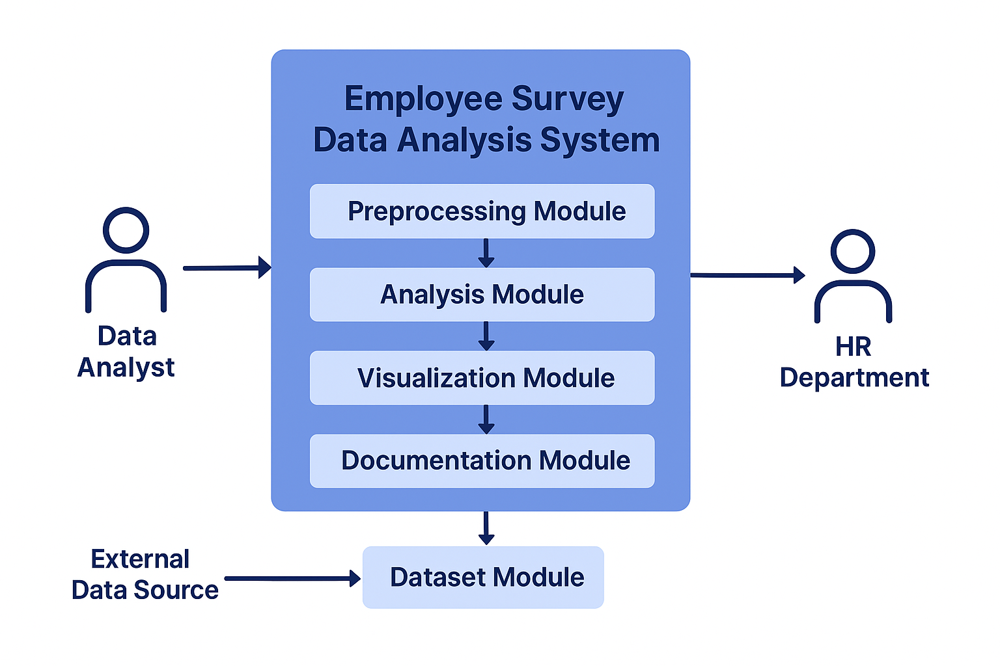 Employee Survey
Data Analysis System
Preprocessing Module
Analysis Module
Visualization Module
Documentation Module
Data
Analyst
HR
Department
External
Data Source
Dataset Module